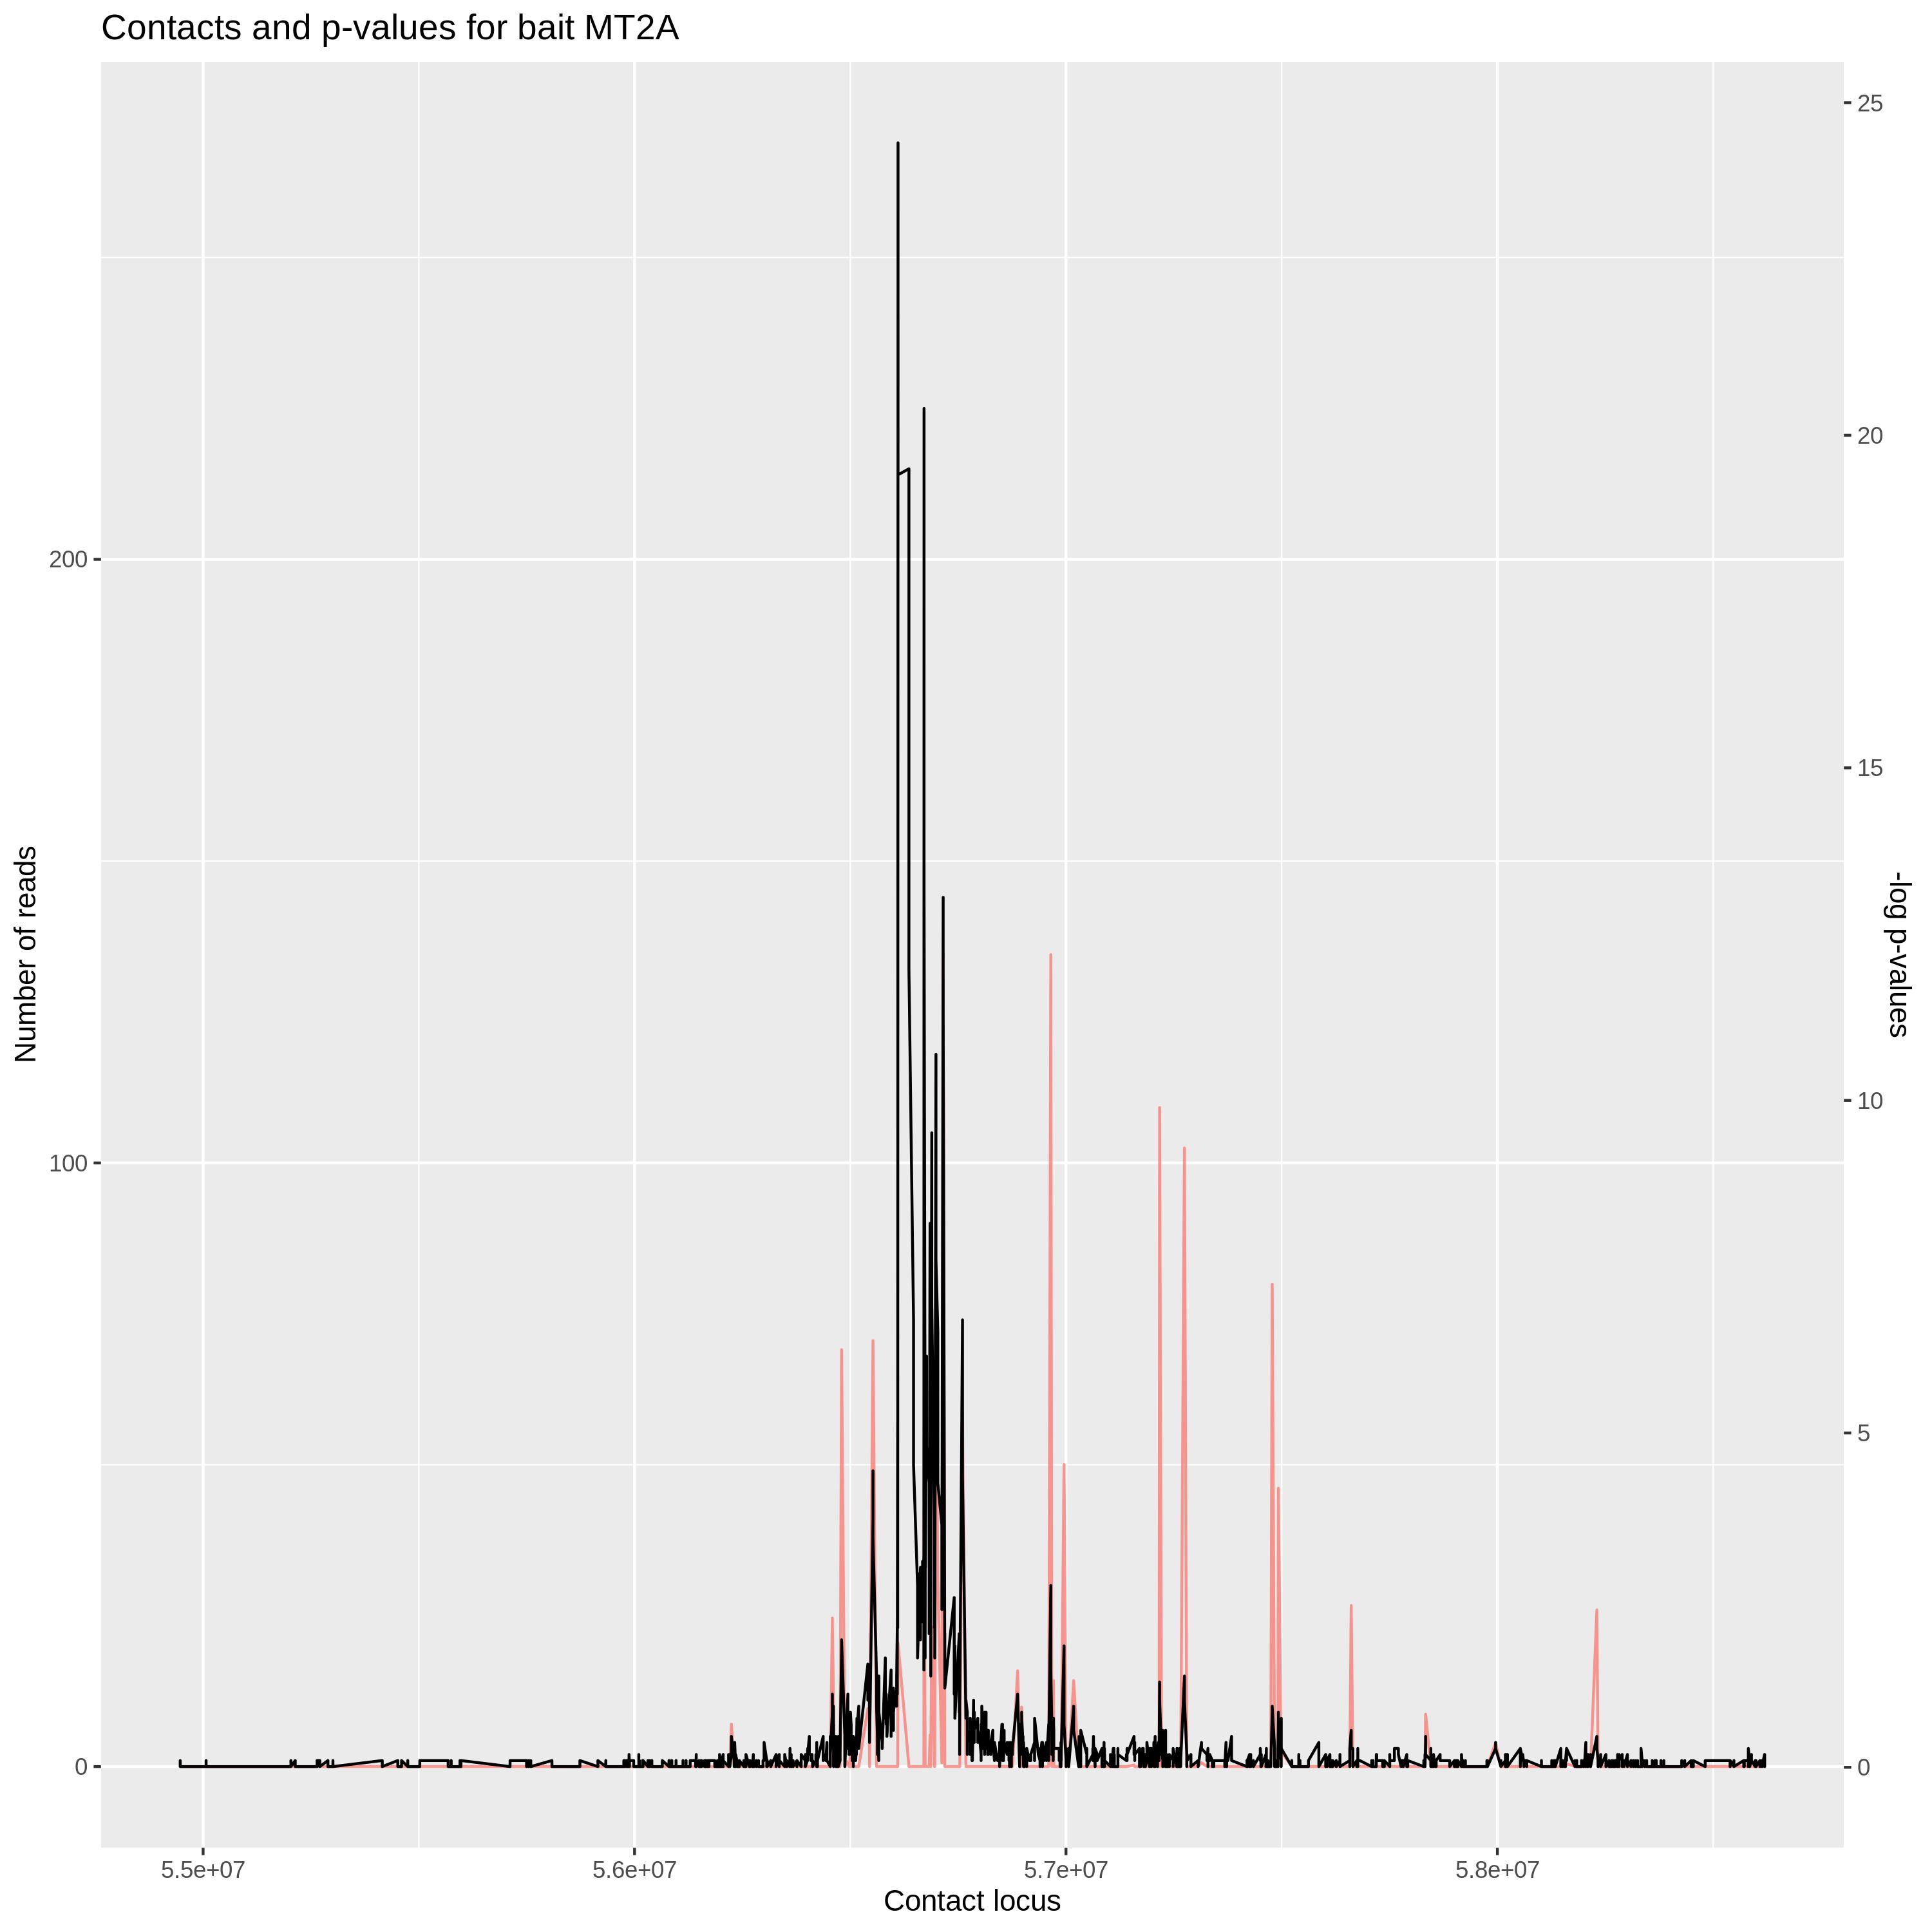 Contacts and p-values for bait MT2A
25
20
15
10
5
0
200
100
0
Number of reads
-log p-values
5.5e+07
5.6e+07
5.7e+07
5.8e+07
Contact locus